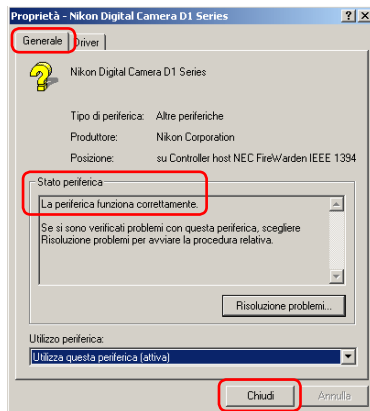 Proprietà - Nikon Digital Camera D1 Series
Generale Driver
Nikon Digital Camera D1 Series
Tipo di periferica: Altre periferiche
Produttore: Nikon Corporation
Posizione: su Controller host NEC FireWarden IEEE 1394
Stato periferica
La periferica funziona correttamente.
Se si sono verificati problemi con questa periferica, scegliere
Risoluzione problemi per avviare la procedura relativa.
Risoluzione problemi...
Utilizzo periferica:
Utilizza questa periferica (attiva)
Chiudi Annulla